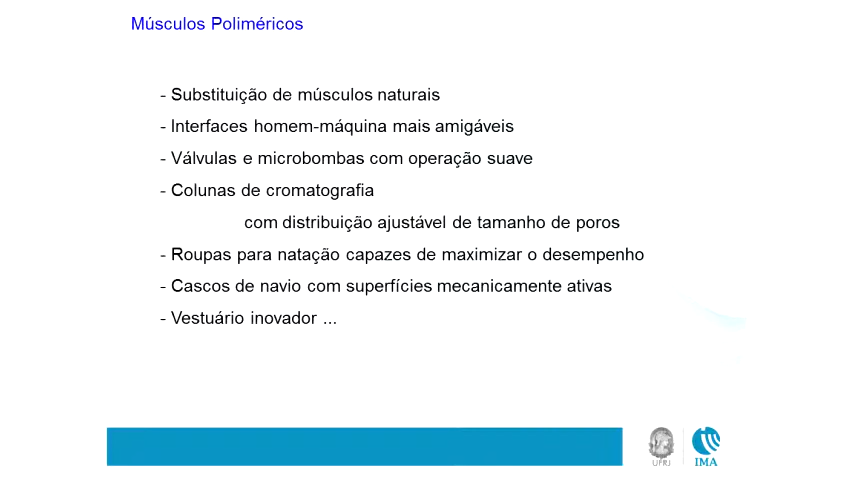 Músculos Poliméricos
- Substituição de músculos naturais
- Interfaces homem-máquina mais amigáveis
- Válvulas e microbombas com operação suave
- Colunas de cromatografia
com distribuição ajustável de tamanho de poros
- Roupas para natação capazes de maximizar o desempenho
- Cascos de navio com superfícies mecanicamente ativas
- Vestuário inovador ...
UFRJ
IMA